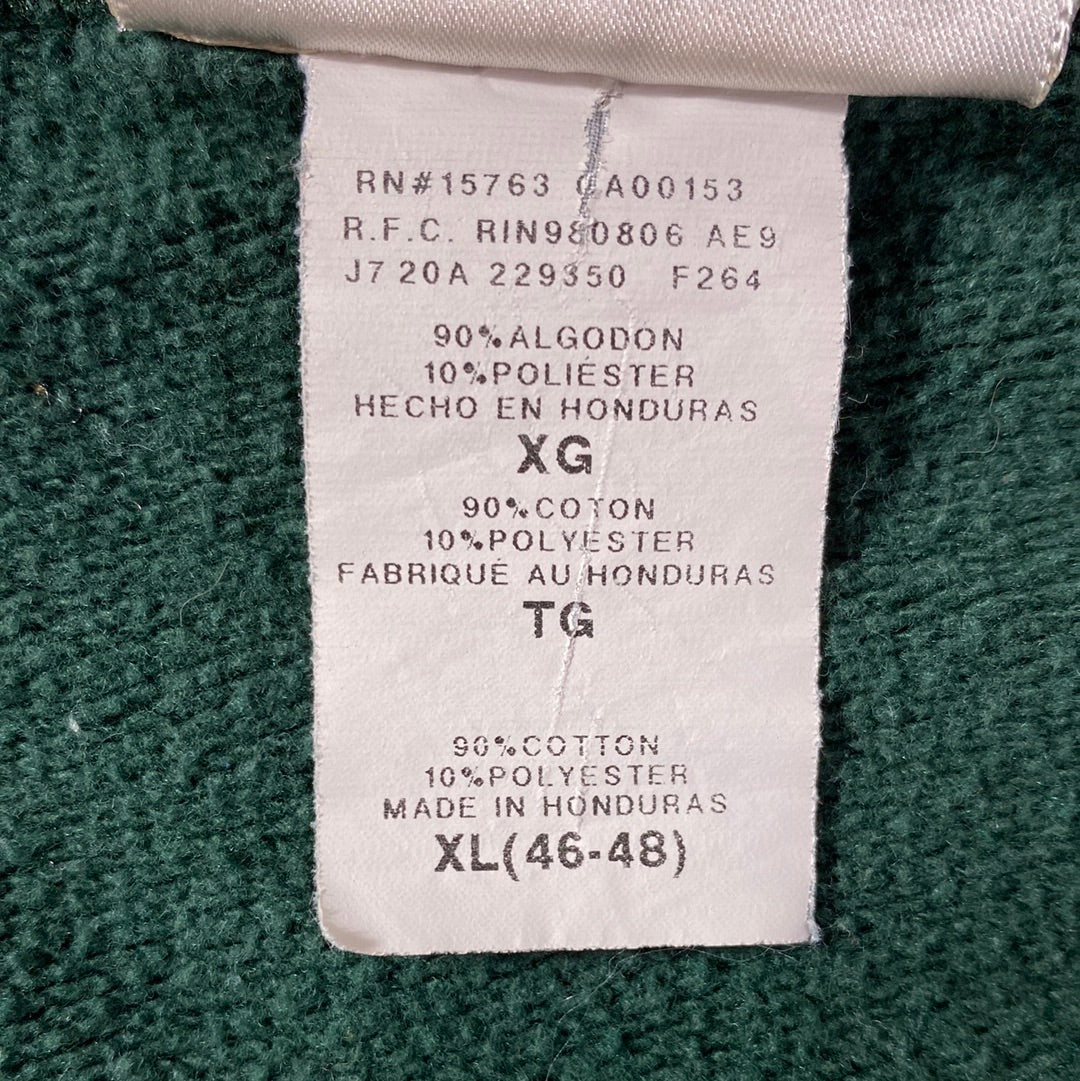 RN#15763 CA00153
R.F.C. RIN980806 AE9
J7 20A 229350 F264
90%ALGODON
10%POLIÉSTER
HECHO EN HONDURAS
XG
90%COTON
10%POLYESTER
FABRIQUÉ AU HONDURAS
TG
90%COTTON
10%POLYESTER
MADE IN HONDURAS
XL(46-48)